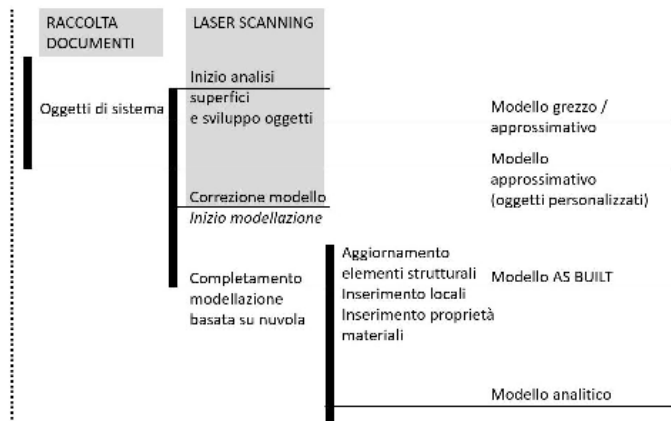 RACCOLTA
DOCUMENTI
LASER SCANNING
Oggetti di sistema
Inizio analisi
superfici
e sviluppo oggetti
Modello grezzo /
approssimativo
Modello
approssimativo
(oggetti personalizzati)
Correzione modello
Inizio modellazione
Completamento
modellazione
basata su nuvola
Aggiornamento
elementi strutturali
Inserimento locali
Inserimento proprietà
materiali
Modello AS BUILT
Modello analitico